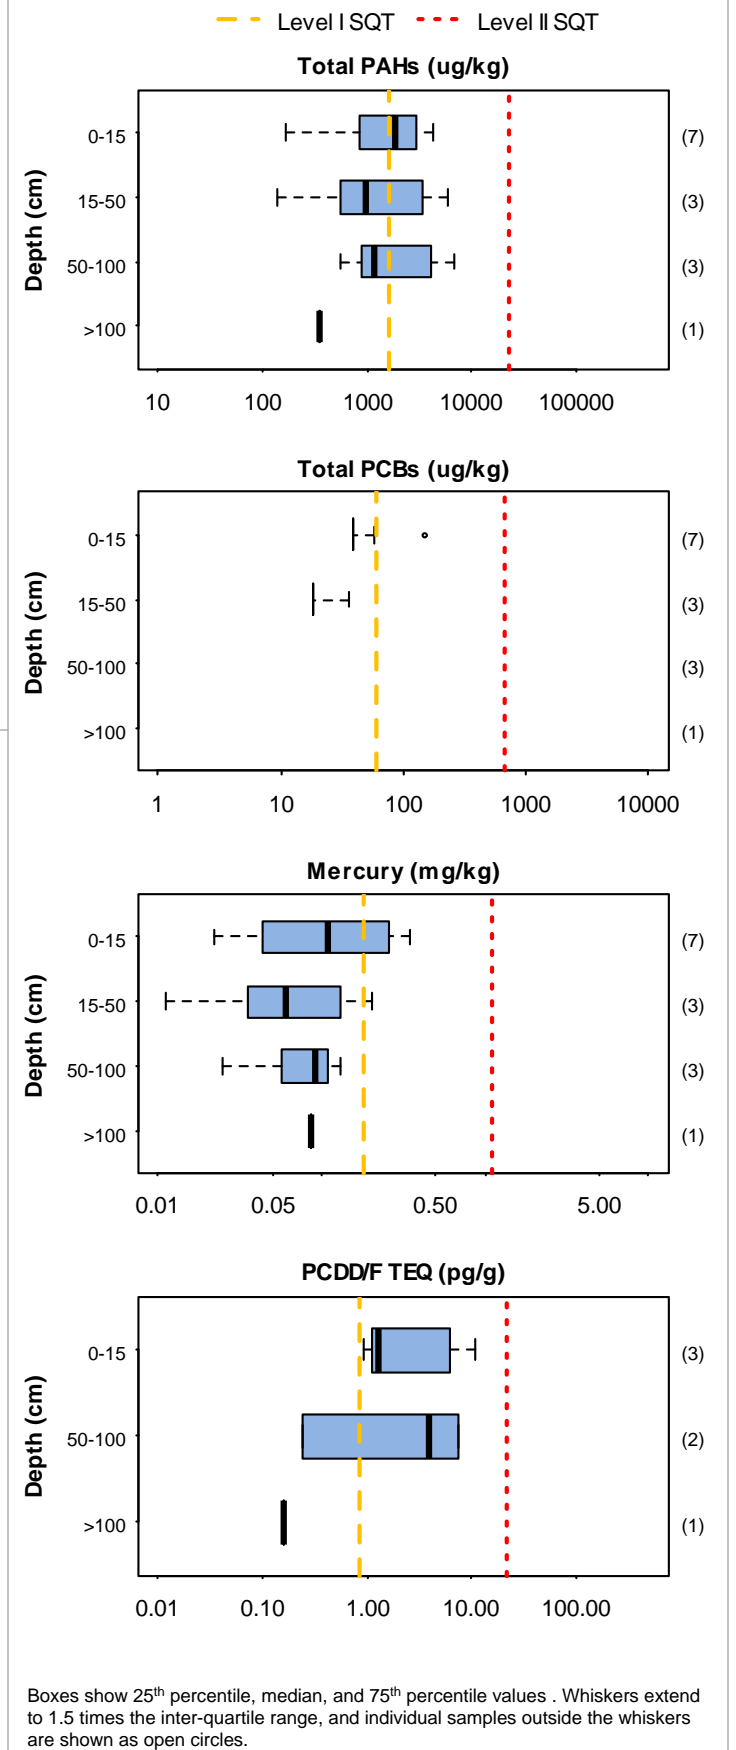 Level I SQT Level II SQT
Total PAHs (ug/kg)
Depth (cm)
0-15 (7)
15-50 (3)
50-100 (3)
>100 (1)
10 100 1000 10000 100000
Total PCBs (ug/kg)
Depth (cm)
0-15 (7)
15-50 (3)
50-100 (3)
>100 (1)
1 10 100 1000 10000
Mercury (mg/kg)
Depth (cm)
0-15 (7)
15-50 (3)
50-100 (3)
>100 (1)
0.01 0.05 0.50 5.00
PCDD/F TEQ (pg/g)
Depth (cm)
0-15 (3)
50-100 (2)
>100 (1)
0.01 0.10 1.00 10.00 100.00
Boxes show 25th percentile, median, and 75th percentile values . Whiskers extend
to 1.5 times the inter-quartile range, and individual samples outside the whiskers
are shown as open circles.